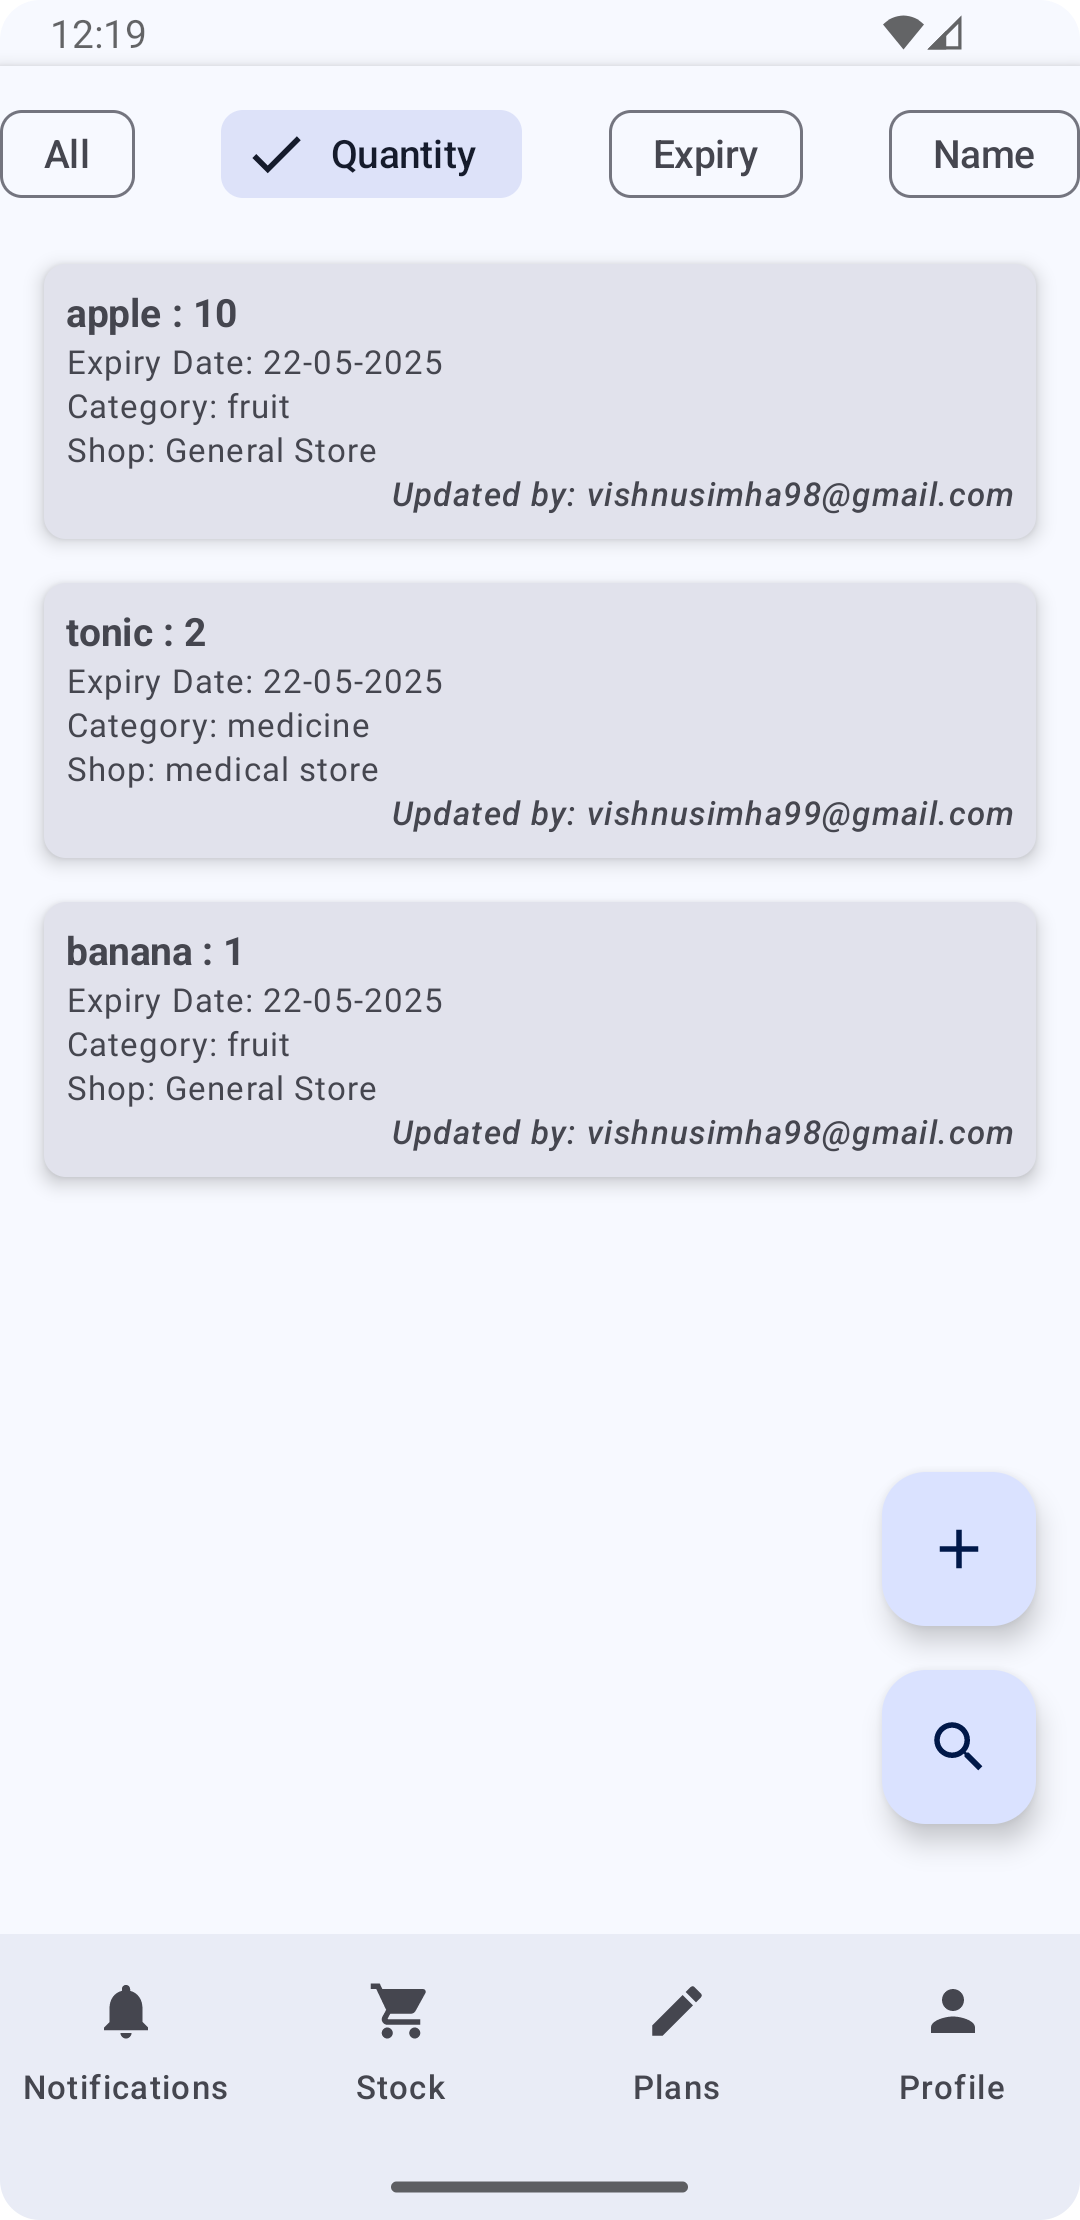 12:19
All
Quantity
Expiry
Name
apple : 10
Expiry Date: 22-05-2025
Category: fruit
Shop: General Store
Updated by: vishnusimha98@gmail.com
tonic : 2
Expiry Date: 22-05-2025
Category: medicine
Shop: medical store
Updated by: vishnusimha99@gmail.com
banana : 1
Expiry Date: 22-05-2025
Category: fruit
Shop: General Store
Updated by: vishnusimha98@gmail.com
Notifications
Stock
Plans
Profile